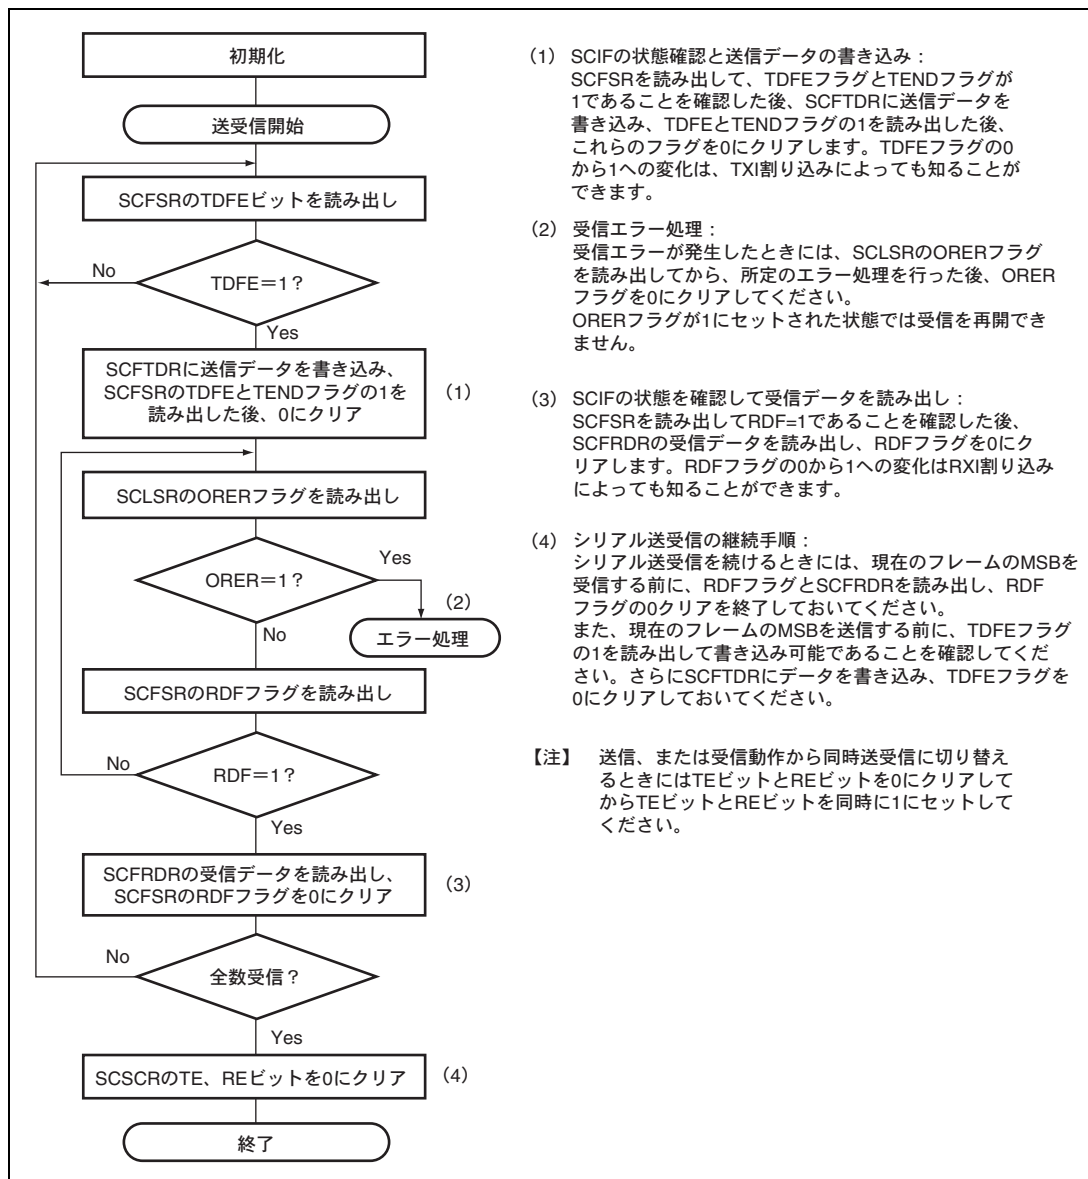 初期化
送受信開始
SCFSRのTDFEビットを読み出し
No
TDFE＝1？
Yes
SCFTDRに送信データを書き込み、
SCFSRのTDFEとTENDフラグの1を
読み出した後、0にクリア
（1）
SCLSRのORERフラグを読み出し
Yes
ORER＝1？
（2）
No
エラー処理
SCFSRのRDFフラグを読み出し
No
RDF＝1？
Yes
SCFRDRの受信データを読み出し、
SCFSRのRDFフラグを0にクリア
（3）
No
全数受信？
Yes
SCSCRのTE、REビットを0にクリア
（4）
終了
（1） SCIFの状態確認と送信データの書き込み：
SCFSRを読み出して、TDFEフラグとTENDフラグが
1であることを確認した後、SCFTDRに送信データを
書き込み、TDFEとTENDフラグの1を読み出した後、
これらのフラグを0にクリアします。TDFEフラグの0
から1への変化は、TXI割り込みによっても知ることが
できます。
（2） 受信エラー処理：
受信エラーが発生したときには、SCLSRのORERフラグ
を読み出してから、所定のエラー処理を行った後、ORER
フラグを0にクリアしてください。
ORERフラグが1にセットされた状態では受信を再開でき
ません。
（3） SCIFの状態を確認して受信データを読み出し：
SCFSRを読み出してRDF=1であることを確認した後、
SCFRDRの受信データを読み出し、RDFフラグを0にク
リアします。RDFフラグの0から1への変化はRXI割り込み
によっても知ることができます。
（4） シリアル送受信の継続手順：
シリアル送受信を続けるときには、現在のフレームのMSBを
受信する前に、RDFフラグとSCFRDRを読み出し、RDF
フラグの0クリアを終了しておいてください。
また、現在のフレームのMSBを送信する前に、TDFEフラグ
の1を読み出して書き込み可能であることを確認してくだ
さい。さらにSCFTDRにデータを書き込み、TDFEフラグを
0にクリアしておいてください。
【注】 送信、または受信動作から同時送受信に切り替え
るときにはTEビットとREビットを0にクリアして
からTEビットとREビットを同時に1にセットして
ください。